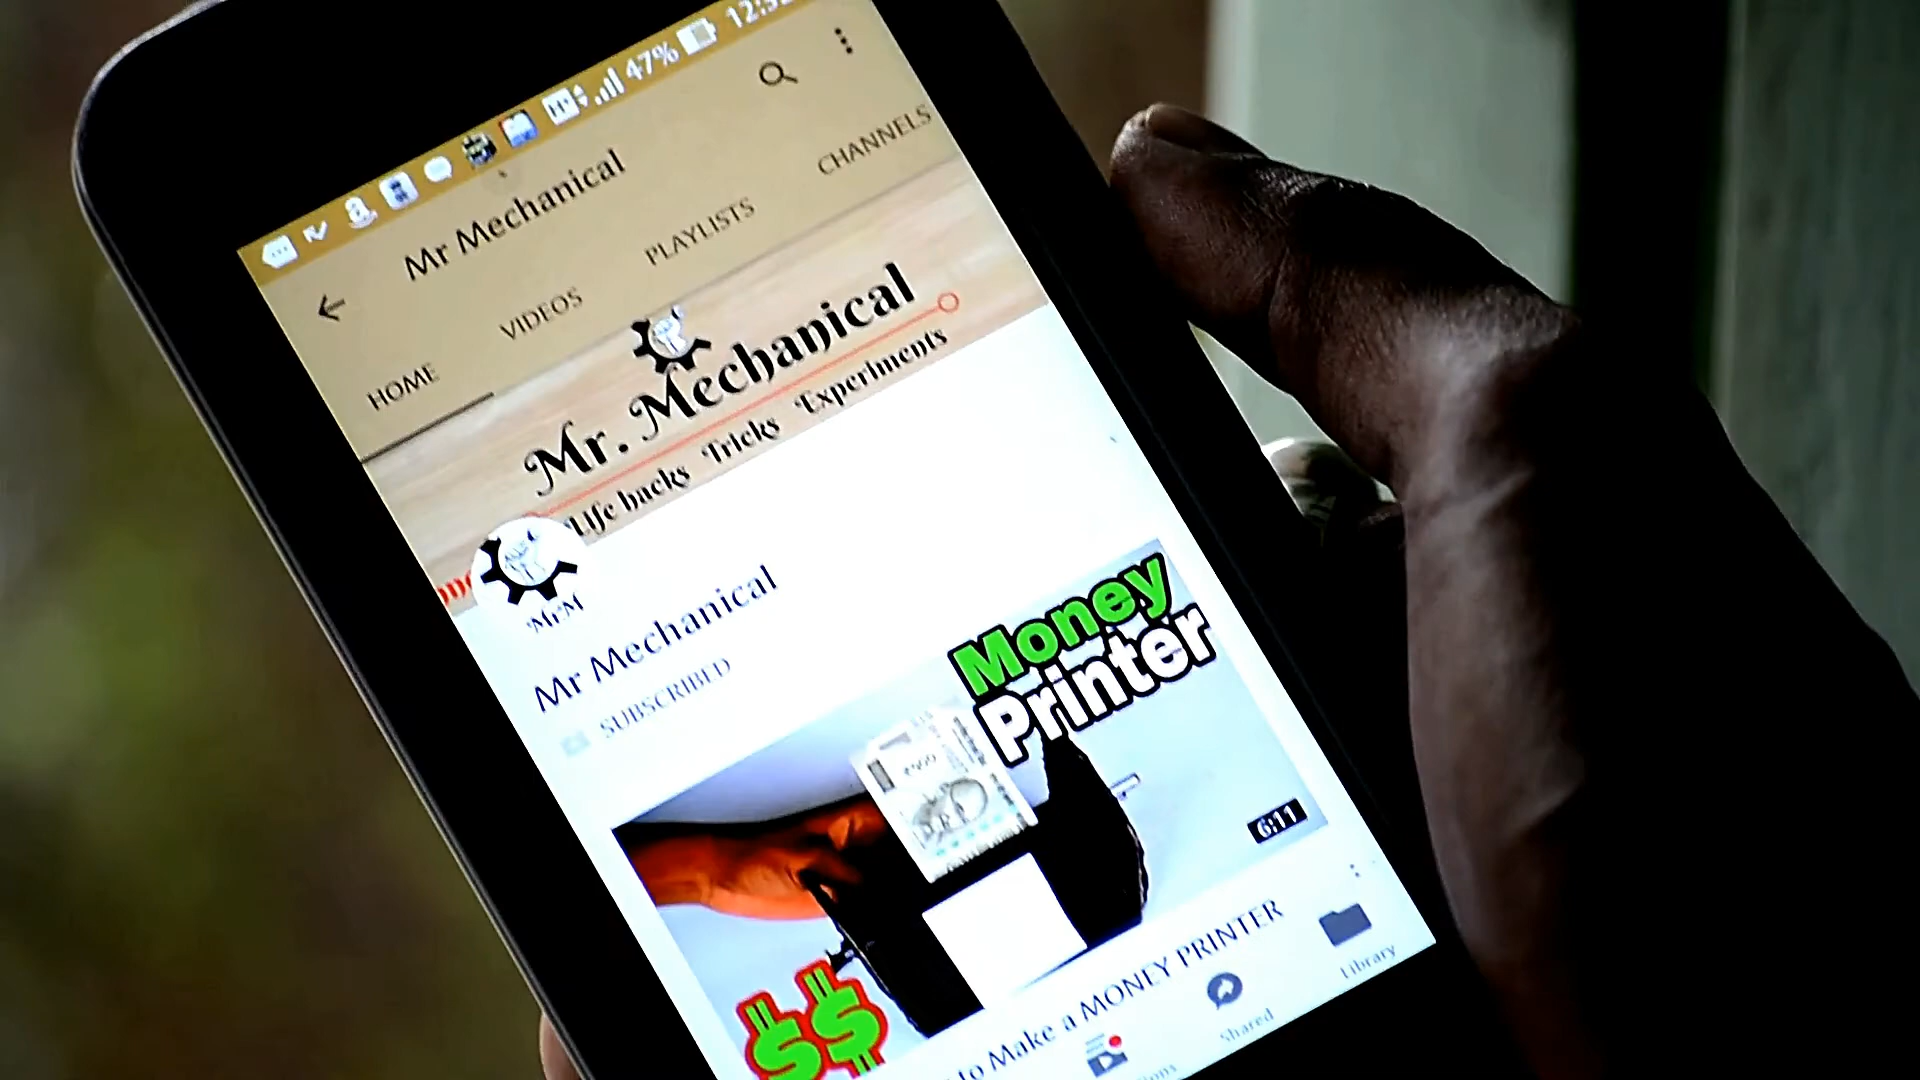 47%
Mr Mechanical
HOME VIDEOS PLAYLISTS CHANNELS
Mr. Mechanical
Life hacks Tricks Experiments
MrM
Mr Mechanical
SUBSCRIBED
Money
Printer
6:11
$$
to Make a MONEY PRINTER
Shared
Library